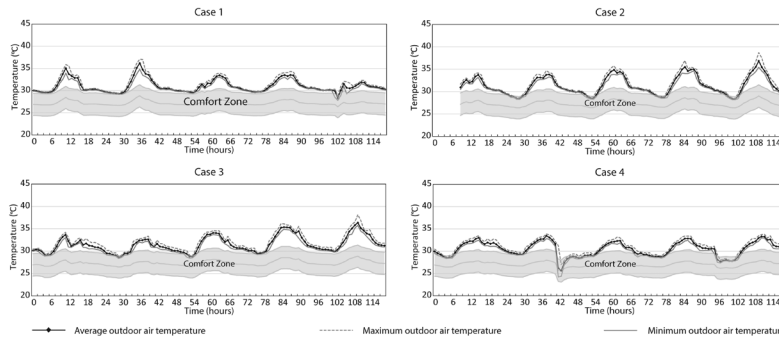 Case 1
45
40
35
30
25
20
Temperature (℃)
Comfort Zone
0 6 12 18 24 30 36 42 48 54 60 66 72 78 84 90 96 102 108 114
Time (hours)
Case 2
45
40
35
30
25
20
Temperature (℃)
Comfort Zone
0 6 12 18 24 30 36 42 48 54 60 66 72 78 84 90 96 102 108 114
Time (hours)
Case 3
45
40
35
30
25
20
Temperature (℃)
Comfort Zone
0 6 12 18 24 30 36 42 48 54 60 66 72 78 84 90 96 102 108 114
Time (hours)
Case 4
45
40
35
30
25
20
Temperature (℃)
Comfort Zone
0 6 12 18 24 30 36 42 48 54 60 66 72 78 84 90 96 102 108 114
Time (hours)
Average outdoor air temperature
Maximum outdoor air temperature
Minimum outdoor air temperatur